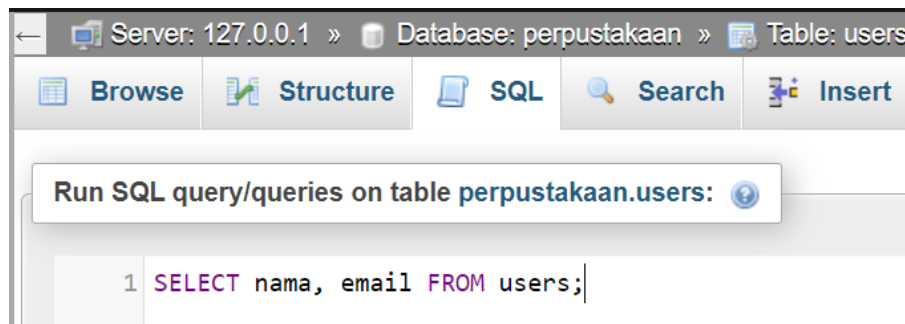 ← Server: 127.0.0.1 » Database: perpustakaan » Table: users
Browse Structure SQL Search Insert
Run SQL query/queries on table perpustakaan.users:
1 SELECT nama, email FROM users;